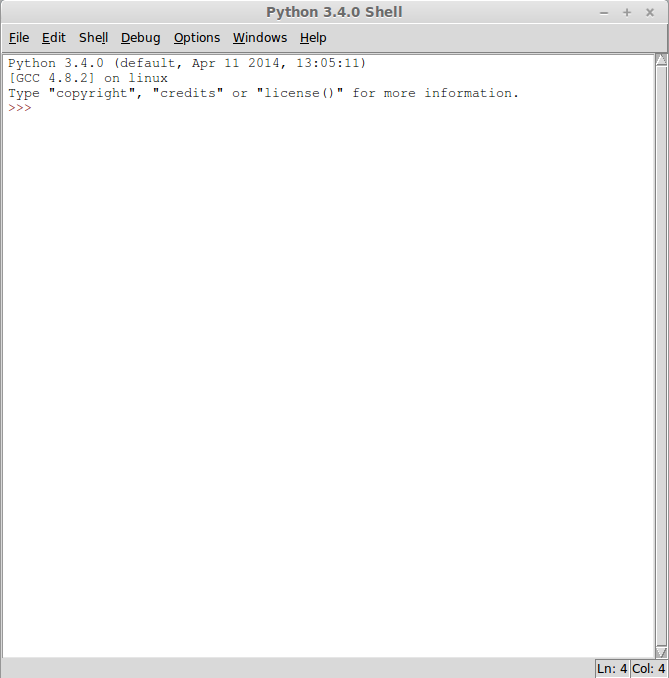 Python 3.4.0 Shell
File Edit Shell Debug Options Windows Help
Python 3.4.0 (default, Apr 11 2014, 13:05:11)
[GCC 4.8.2] on linux
Type "copyright", "credits" or "license()" for more information.
>>>
Ln: 4 Col: 4